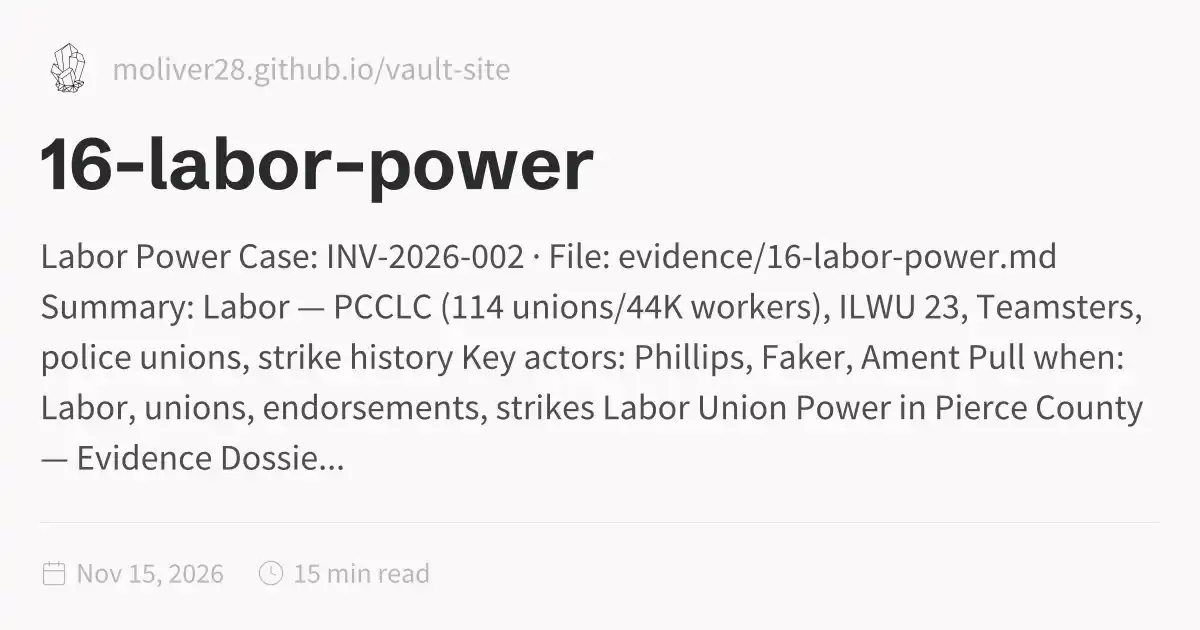 moliver28.github.io/vault-site
16-labor-power
Labor Power Case: INV-2026-002 · File: evidence/16-labor-power.md
Summary: Labor — PCCLC (114 unions/44K workers), ILWU 23, Teamsters,
police unions, strike history Key actors: Phillips, Faker, Ament Pull when:
Labor, unions, endorsements, strikes Labor Union Power in Pierce County
— Evidence Dossie...
Nov 15, 2026 15 min read